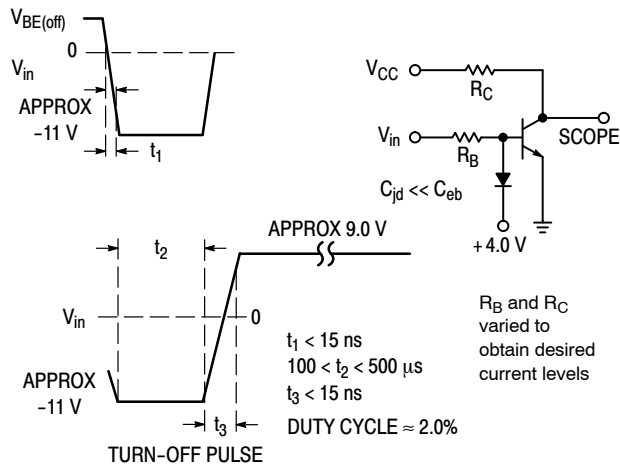 V_BE(off)
0
V_in
APPROX
−11 V
t_1
V_CC
R_C
V_in
R_B
SCOPE
C_jd << C_eb
+4.0 V
t_2
APPROX 9.0 V
V_in
0
APPROX
−11 V
t_3
TURN−OFF PULSE
t_1 < 15 ns
100 < t_2 < 500 μs
t_3 < 15 ns
DUTY CYCLE ≈ 2.0%
R_B and R_C
varied to
obtain desired
current levels